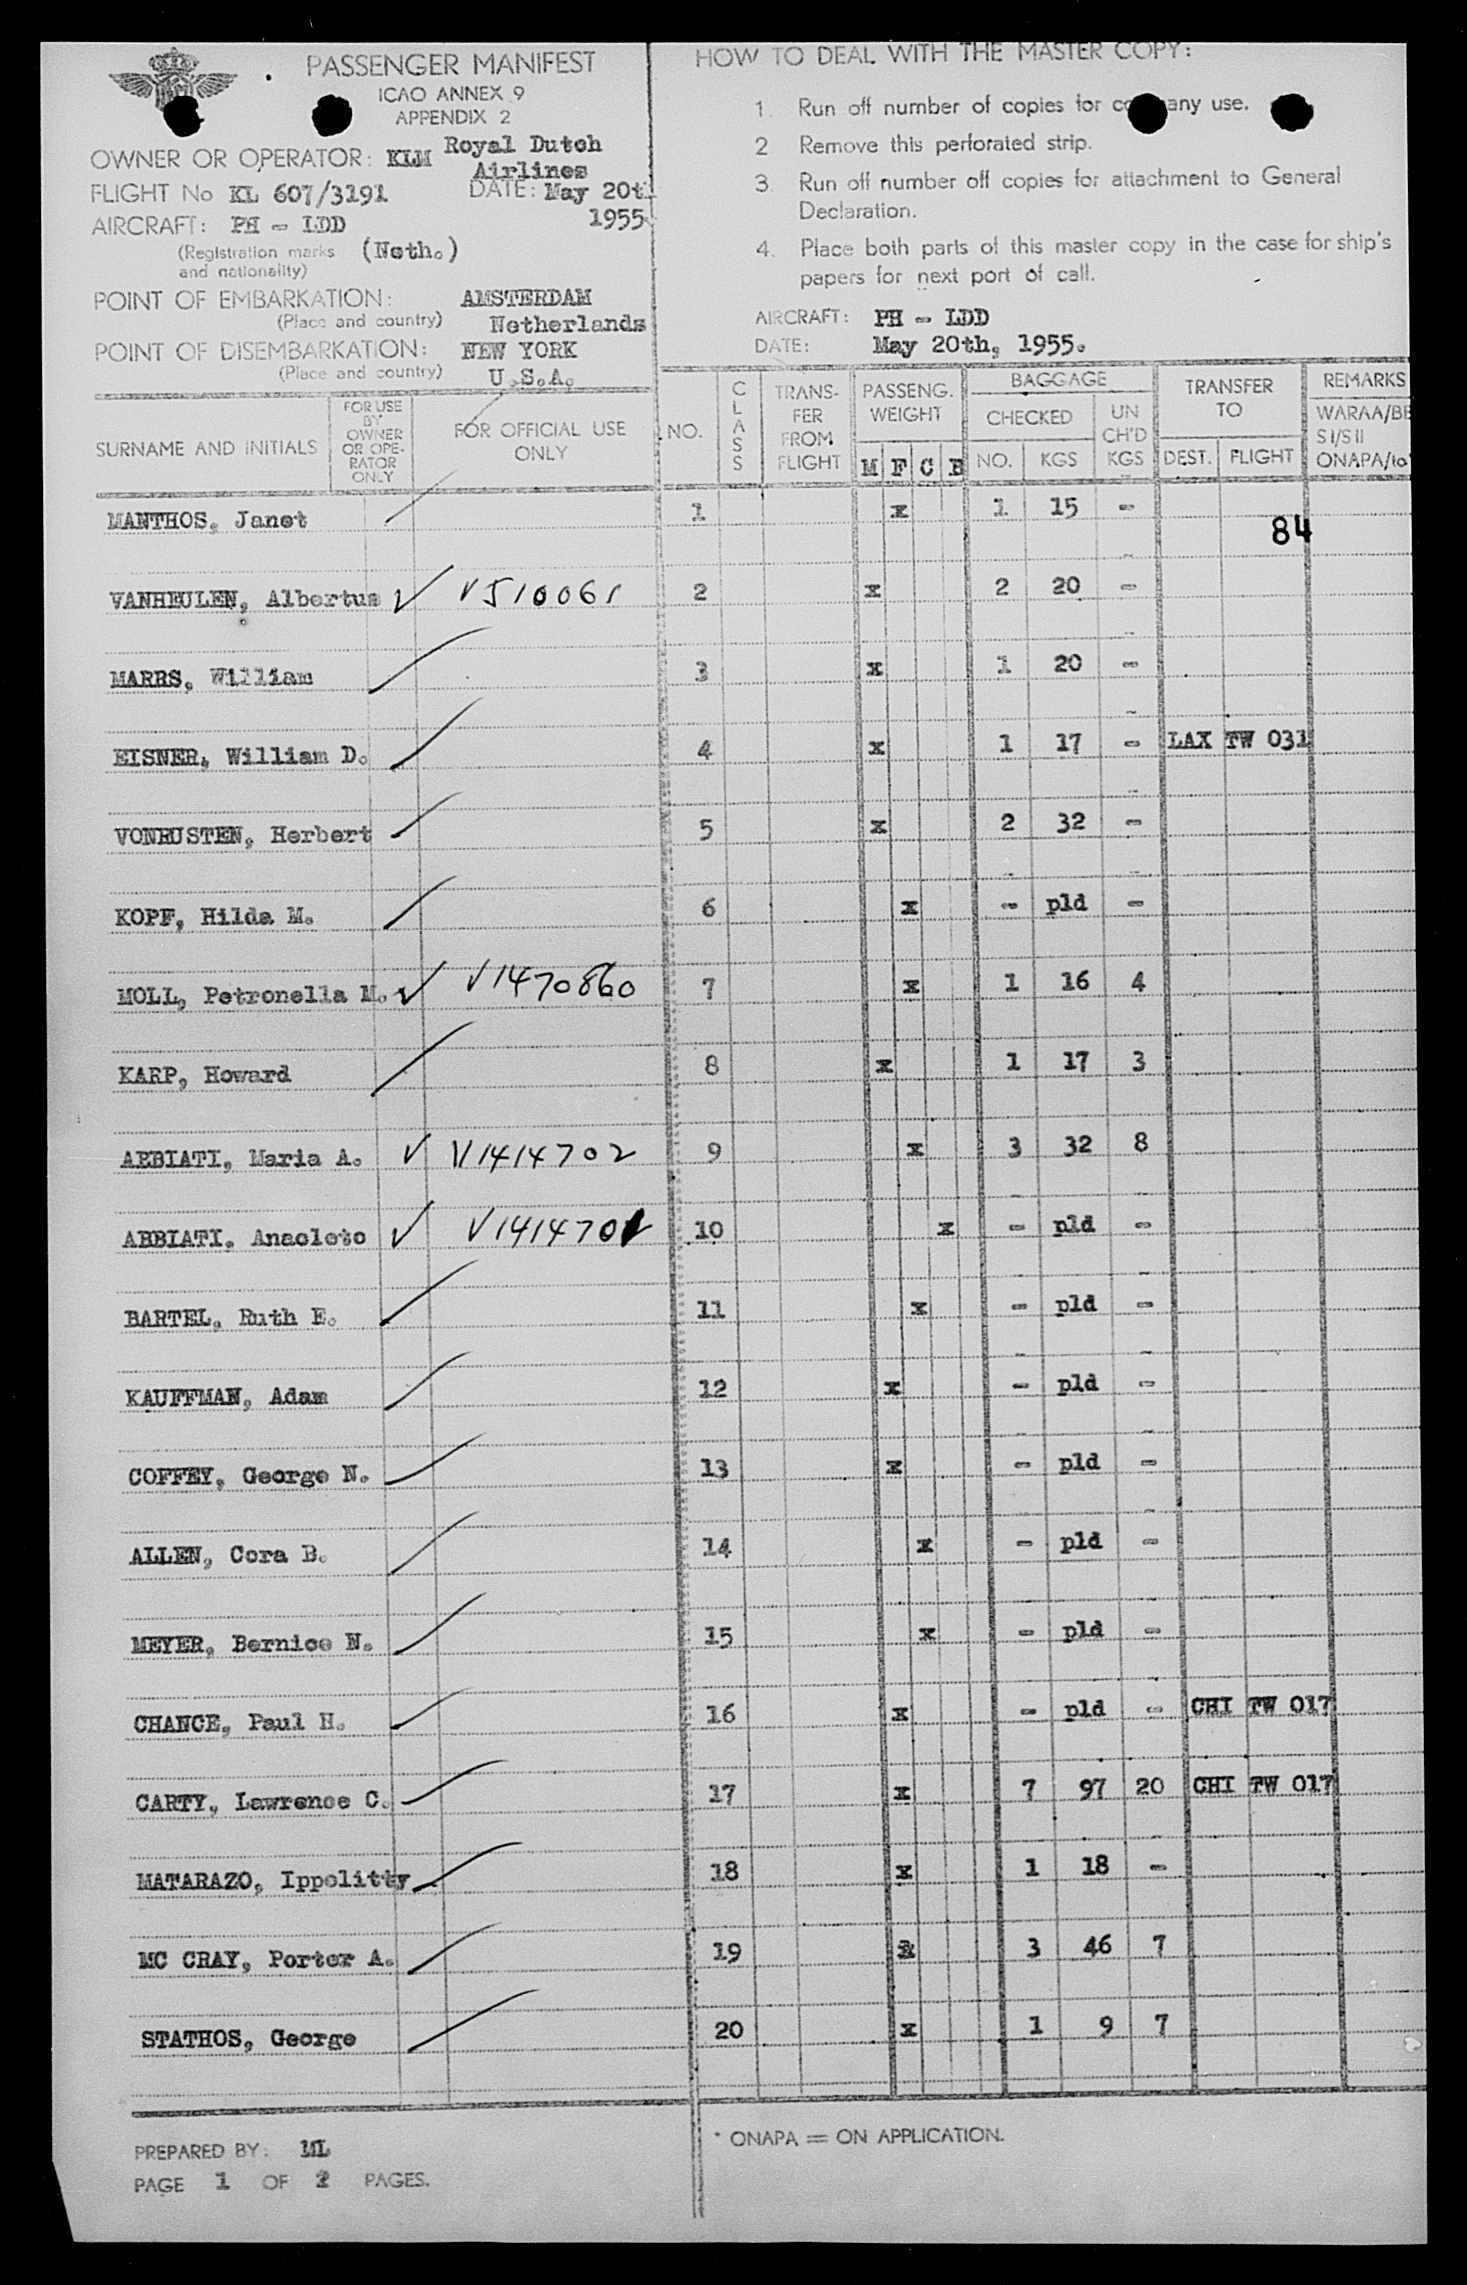 PASSENGER MANIFEST
ICAO ANNEX 9
APPENDIX 2
OWNER OR OPERATOR: KLM Royal Dutch
Airlines
FLIGHT No KL 607/3191 DATE: May 20th
1955.
AIRCRAFT: PH - LDD
(Registration marks (Neth.)
and nationality)
POINT OF EMBARKATION: AMSTERDAM
(Place and country) Netherlands
POINT OF DISEMBARKATION: NEW YORK
(Place and country) U.S.A.
HOW TO DEAL WITH THE MASTER COPY:
1. Run off number of copies for company use.
2 Remove this perforated strip.
3. Run off number off copies for attachment to General
Declaration.
4. Place both parts of this master copy in the case for ship's
papers for next port of call.
AIRCRAFT: PH - LDD
DATE: May 20th, 1955.
SURNAME AND INITIALS FOR USE BY OWNER OR OPE-RATOR ONLY FOR OFFICIAL USE ONLY NO. CLASS TRANS-FER FROM FLIGHT PASSENG. WEIGHT M F C B BAGGAGE CHECKED NO. KGS UN CH'D KGS TRANSFER TO DEST. FLIGHT REMARKS WARAA/BE S I/S II ONAPA/to
MANTHOS, Janet 1 x 1 15 -
84
VANHEULEN, Albertus ✓ V510061 2 x 2 20 -
MARRS, William 3 x 1 20 -
EISNER, William D. 4 x 1 17 - LAX TW 031
VONRUSTEN, Herbert 5 x 2 32 -
KOPF, Hilda M. 6 x - pld -
MOLL, Petronella M. ✓ V1470860 7 x 1 16 4
KARP, Howard 8 x 1 17 3
ABBIATI, Maria A. ✓ V1414702 9 x 3 32 8
ABBIATI, Anacleto ✓ 10 x - pld -
BARTEL, Ruth E. 11 x - pld -
KAUFFMAN, Adam 12 x - pld -
COFFEY, George N. 13 x - pld -
ALLEN, Cora B. 14 x - pld -
MEYER, Bernice N. 15 x - pld -
CHANCE, Paul H. 16 x - pld - CHI TW 017
CARTY, Lawrence C. 17 x 7 97 20 CHI TW 017
MATARAZO, Ippolitty 18 x 1 18 -
MC CRAY, Porter A. 19 x 3 46 7
STATHOS, George 20 x 1 9 7
PREPARED BY: ML
PAGE 1 OF 2 PAGES.
* ONAPA = ON APPLICATION.